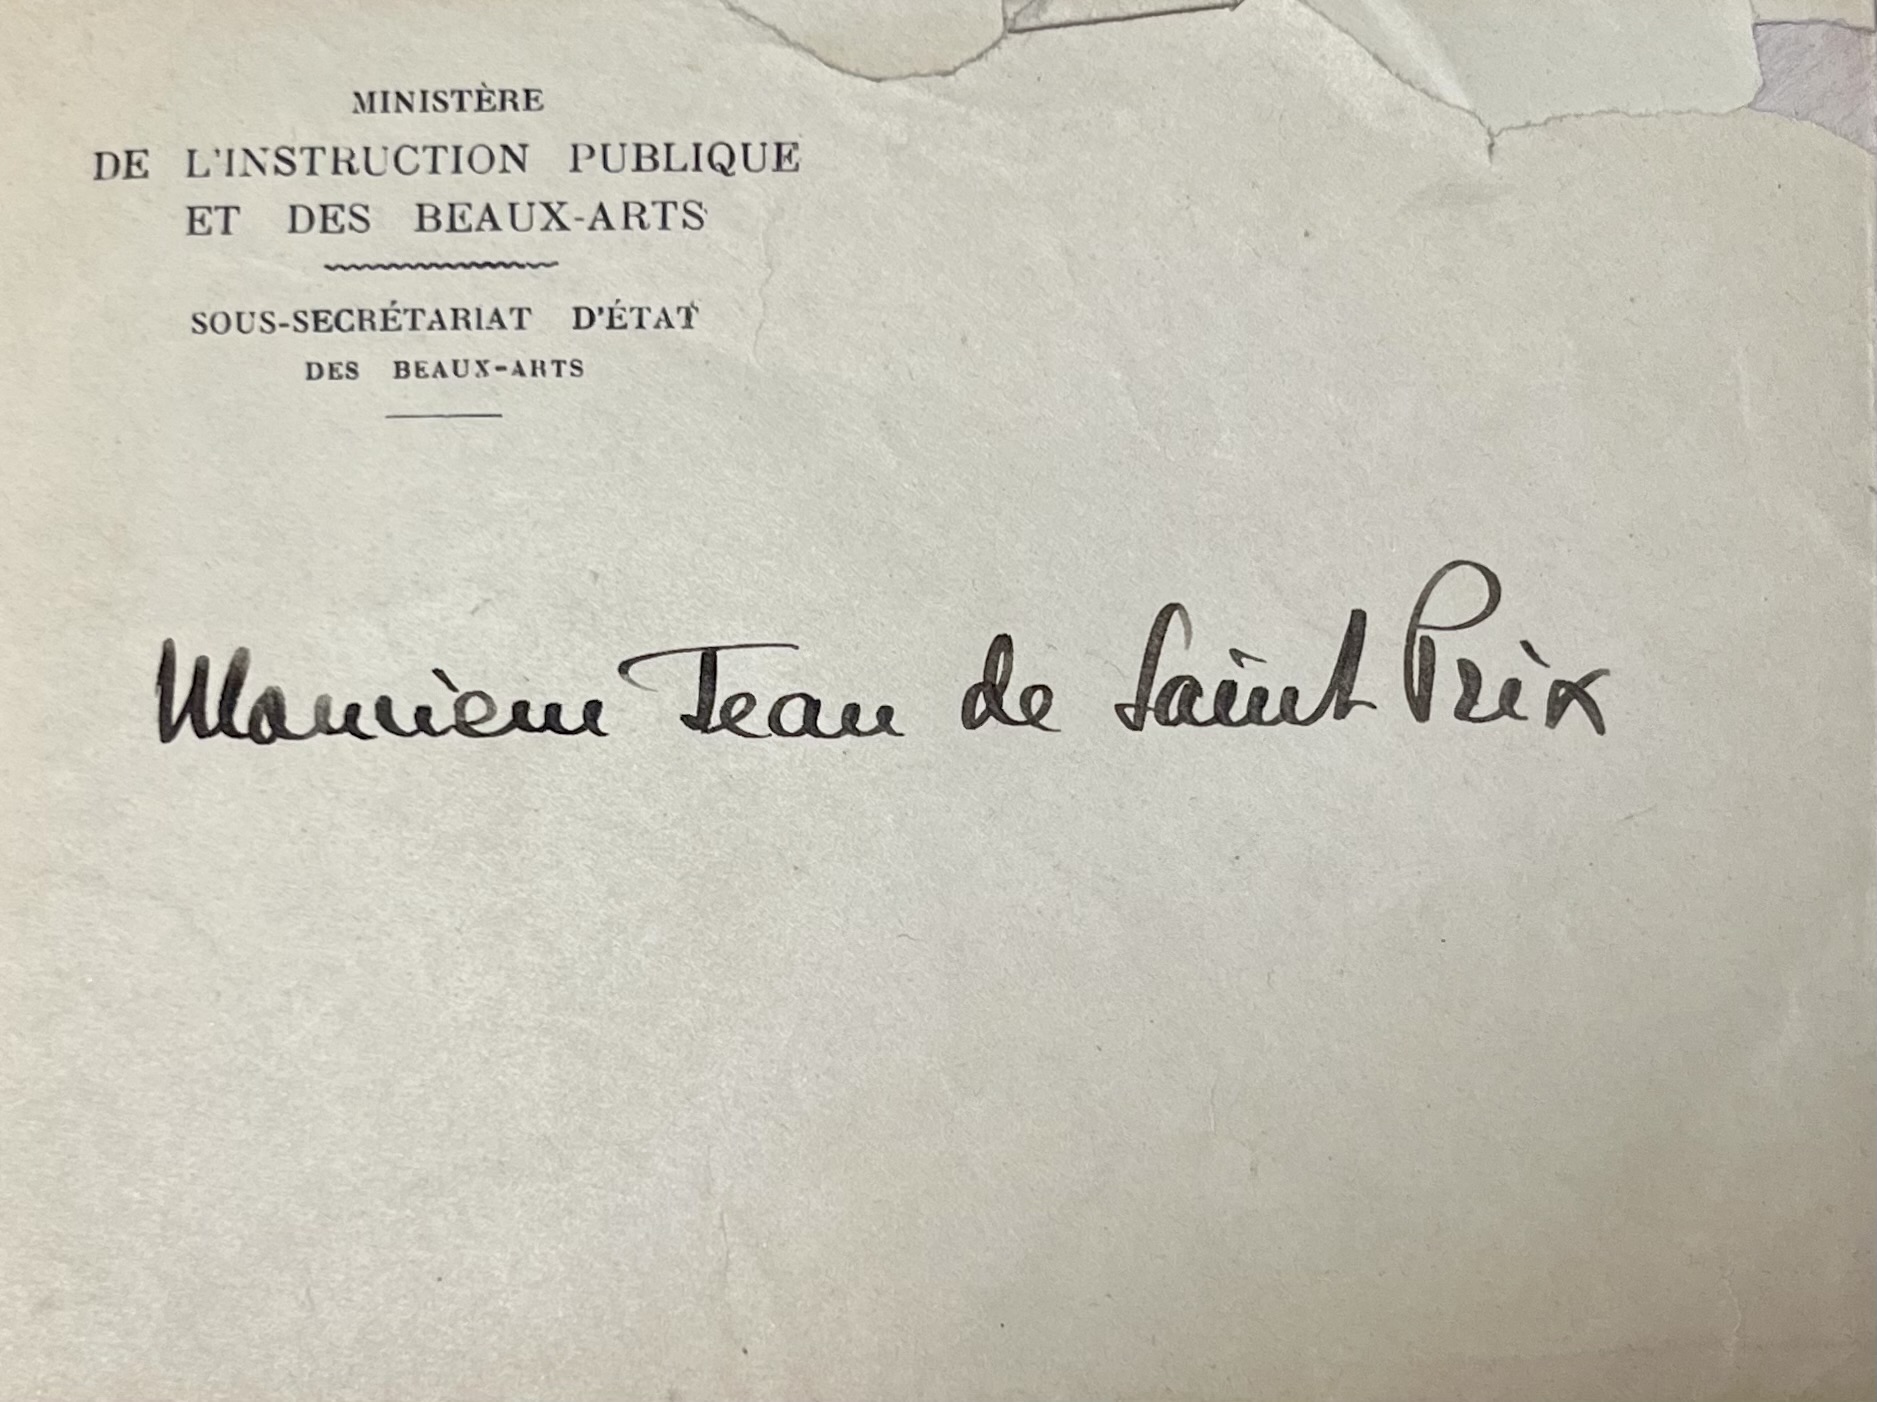 MINISTÈRE
DE L'INSTRUCTION PUBLIQUE
ET DES BEAUX-ARTS
SOUS-SECRÉTARIAT D'ÉTAT
DES BEAUX-ARTS
Monsieur Jean de Saint Prix